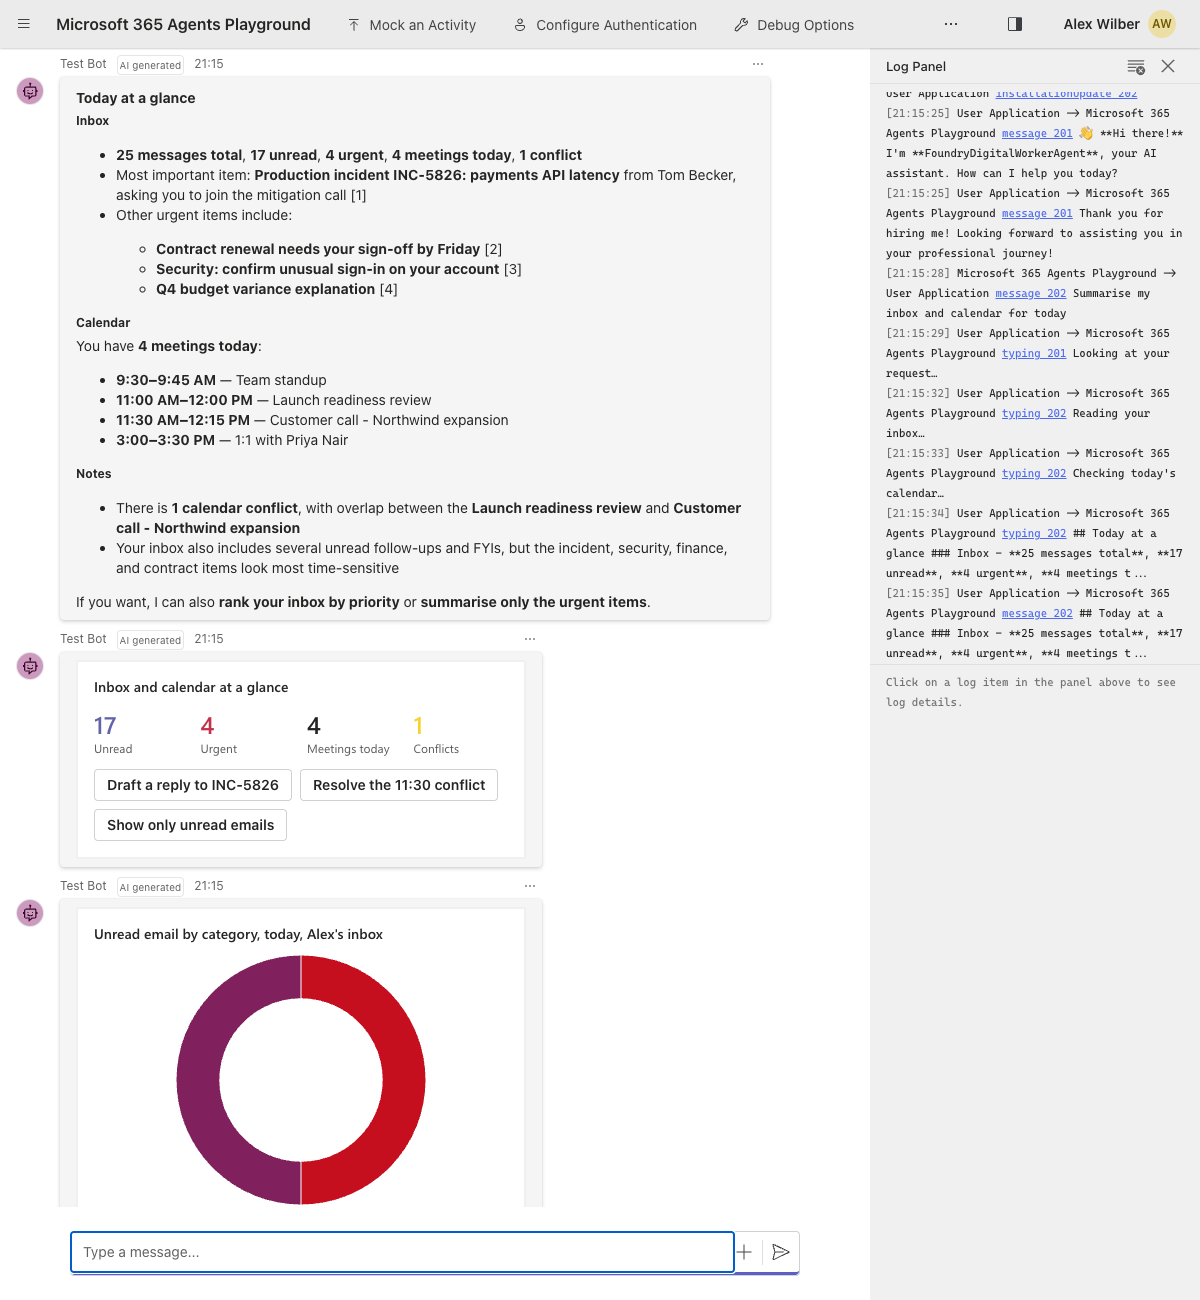 Microsoft 365 Agents Playground
Mock an Activity
Configure Authentication
Debug Options
Alex Wilber
AW
Test Bot AI generated 21:15
Today at a glance
Inbox
• 25 messages total, 17 unread, 4 urgent, 4 meetings today, 1 conflict
• Most important item: Production incident INC-5826: payments API latency from Tom Becker,
asking you to join the mitigation call [1]
• Other urgent items include:
◦ Contract renewal needs your sign-off by Friday [2]
◦ Security: confirm unusual sign-in on your account [3]
◦ Q4 budget variance explanation [4]
Calendar
You have 4 meetings today:
• 9:30–9:45 AM — Team standup
• 11:00 AM–12:00 PM — Launch readiness review
• 11:30 AM–12:15 PM — Customer call - Northwind expansion
• 3:00–3:30 PM — 1:1 with Priya Nair
Notes
• There is 1 calendar conflict, with overlap between the Launch readiness review and Customer
call - Northwind expansion
• Your inbox also includes several unread follow-ups and FYIs, but the incident, security, finance,
and contract items look most time-sensitive
If you want, I can also rank your inbox by priority or summarise only the urgent items.
Test Bot AI generated 21:15
Inbox and calendar at a glance
17 4 4 1
Unread Urgent Meetings today Conflicts
Draft a reply to INC-5826
Resolve the 11:30 conflict
Show only unread emails
Test Bot AI generated 21:15
Unread email by category, today, Alex's inbox
Type a message...
Log Panel
User Application installationUpdate 202
[21:15:25] User Application → Microsoft 365
Agents Playground message 201 👋 **Hi there!**
I'm **FoundryDigitalWorkerAgent**, your AI
assistant. How can I help you today?
[21:15:25] User Application → Microsoft 365
Agents Playground message 201 Thank you for
hiring me! Looking forward to assisting you in
your professional journey!
[21:15:28] Microsoft 365 Agents Playground →
User Application message 202 Summarise my
inbox and calendar for today
[21:15:29] User Application → Microsoft 365
Agents Playground typing 201 Looking at your
request…
[21:15:32] User Application → Microsoft 365
Agents Playground typing 202 Reading your
inbox…
[21:15:33] User Application → Microsoft 365
Agents Playground typing 202 Checking today's
calendar…
[21:15:34] User Application → Microsoft 365
Agents Playground typing 202 ## Today at a
glance ### Inbox - **25 messages total**, **17
unread**, **4 urgent**, **4 meetings t...
[21:15:35] User Application → Microsoft 365
Agents Playground message 202 ## Today at a
glance ### Inbox - **25 messages total**, **17
unread**, **4 urgent**, **4 meetings t...
Click on a log item in the panel above to see
log details.